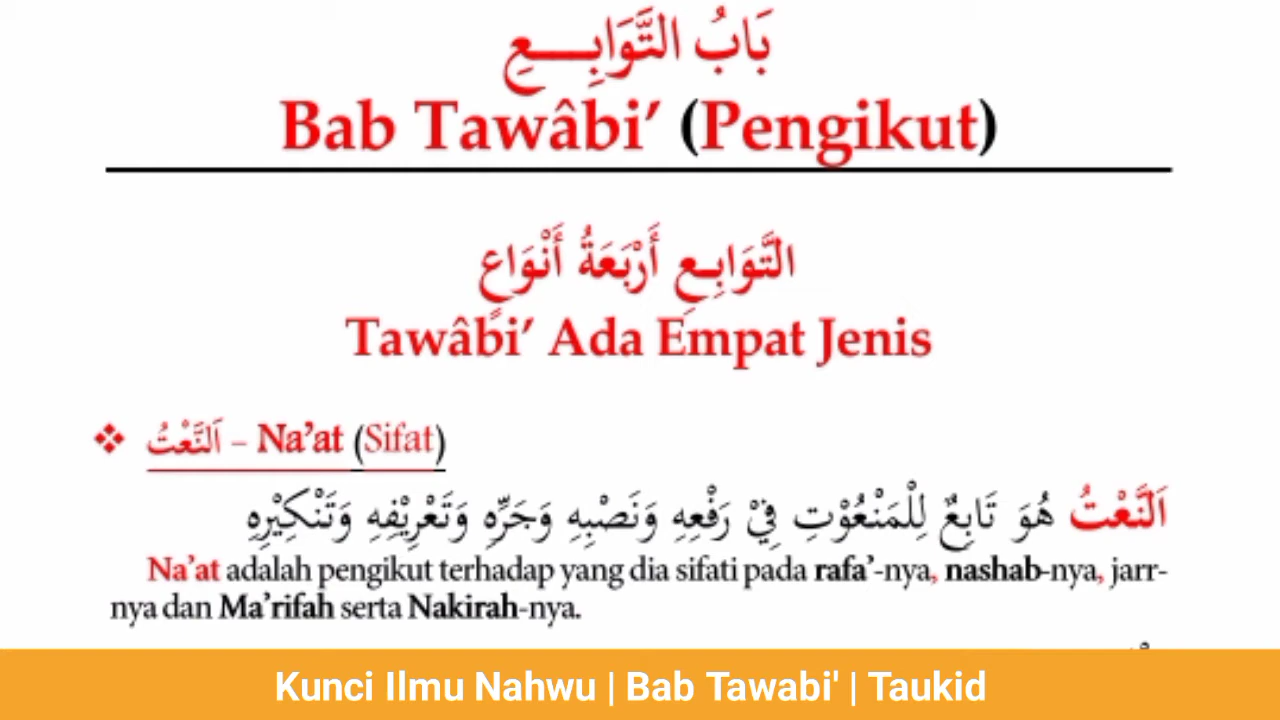 بَابُ التَّوَابِـــعِ
Bab Tawâbi’ (Pengikut)
التَّوَابِـعِ أَرْبَعَةُ أَنْوَاعٍ
Tawâbi’ Ada Empat Jenis
❖ اَلنَّعْتُ – Na’at (Sifat)
اَلنَّعْتُ هُوَ تَابِعٌ لِلْمَنْعُوْتِ فِيْ رَفْعِهِ وَنَصْبِهِ وَجَرِّهِ وَتَعْرِيْفِهِ وَتَنْكِيْرِهِ
Na’at adalah pengikut terhadap yang dia sifati pada rafa’-nya, nashab-nya, jarr-
nya dan Ma’rifah serta Nakirah-nya.
Kunci Ilmu Nahwu | Bab Tawabi' | Taukid